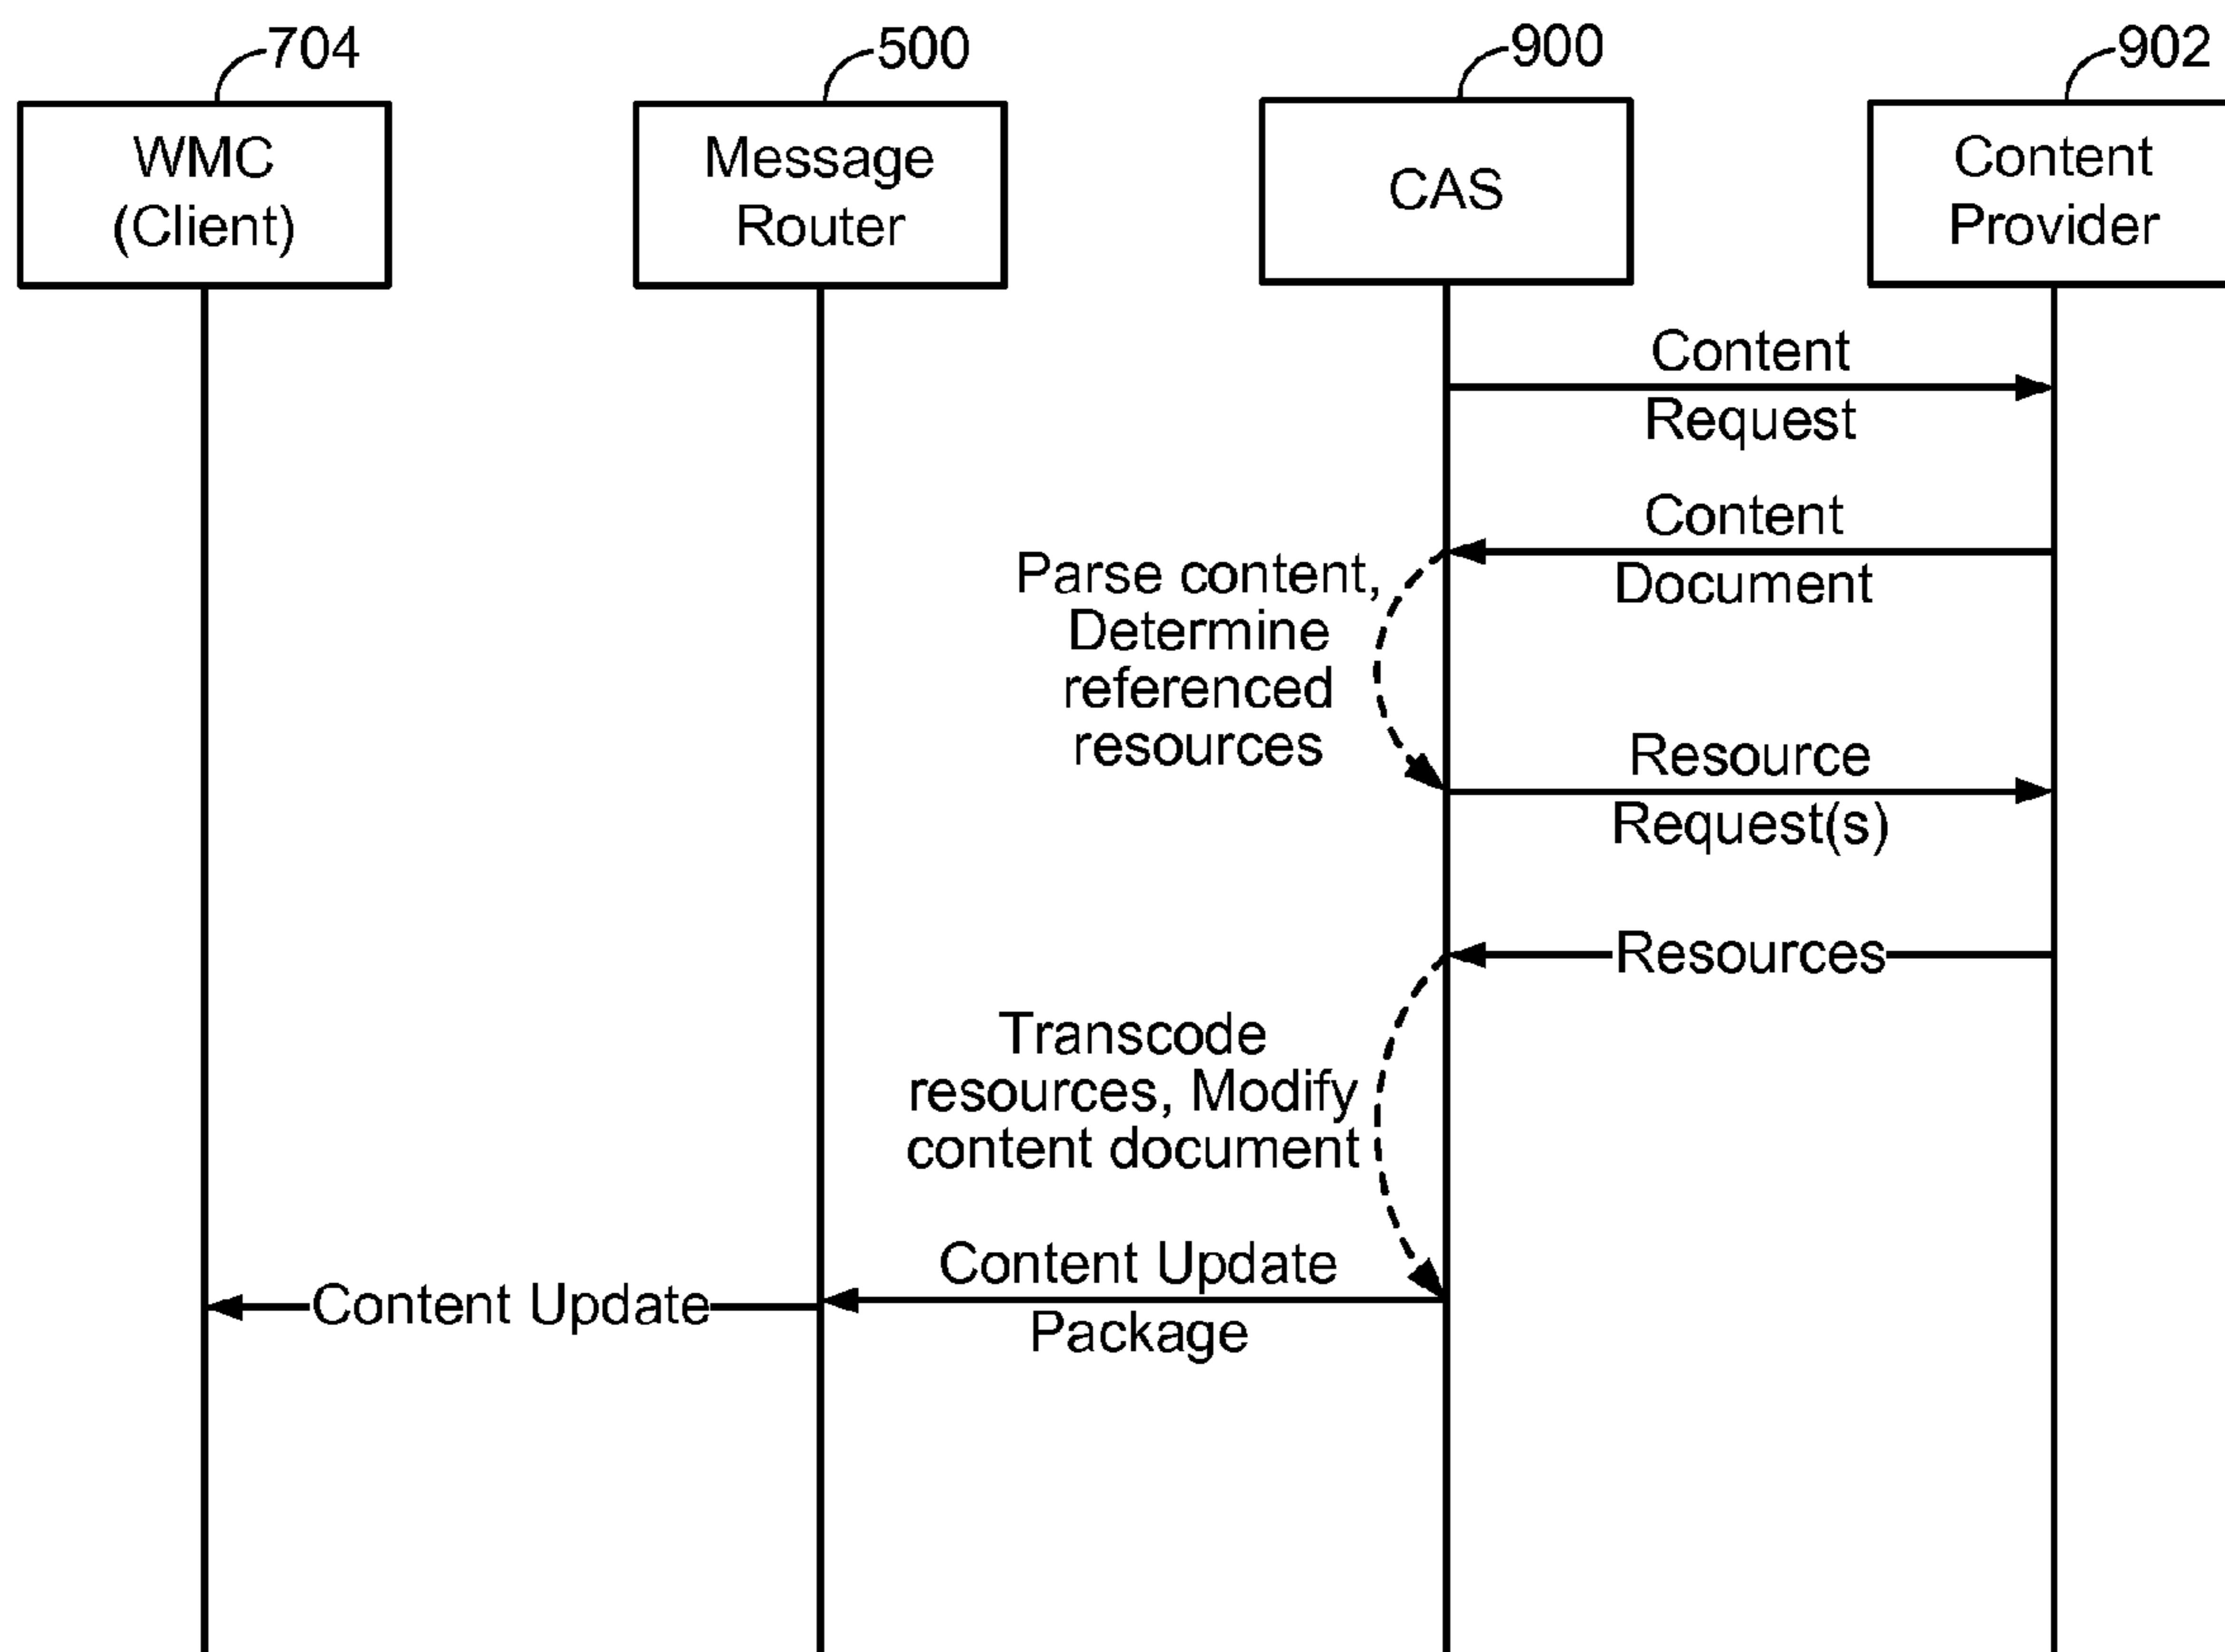 704
500
900
902
WMC
(Client)
Message
Router
CAS
Content
Provider
Content
Request
Content
Document
Parse content,
Determine
referenced
resources
Resource
Request(s)
Resources
Transcode
resources, Modify
content document
Content Update
Package
Content Update